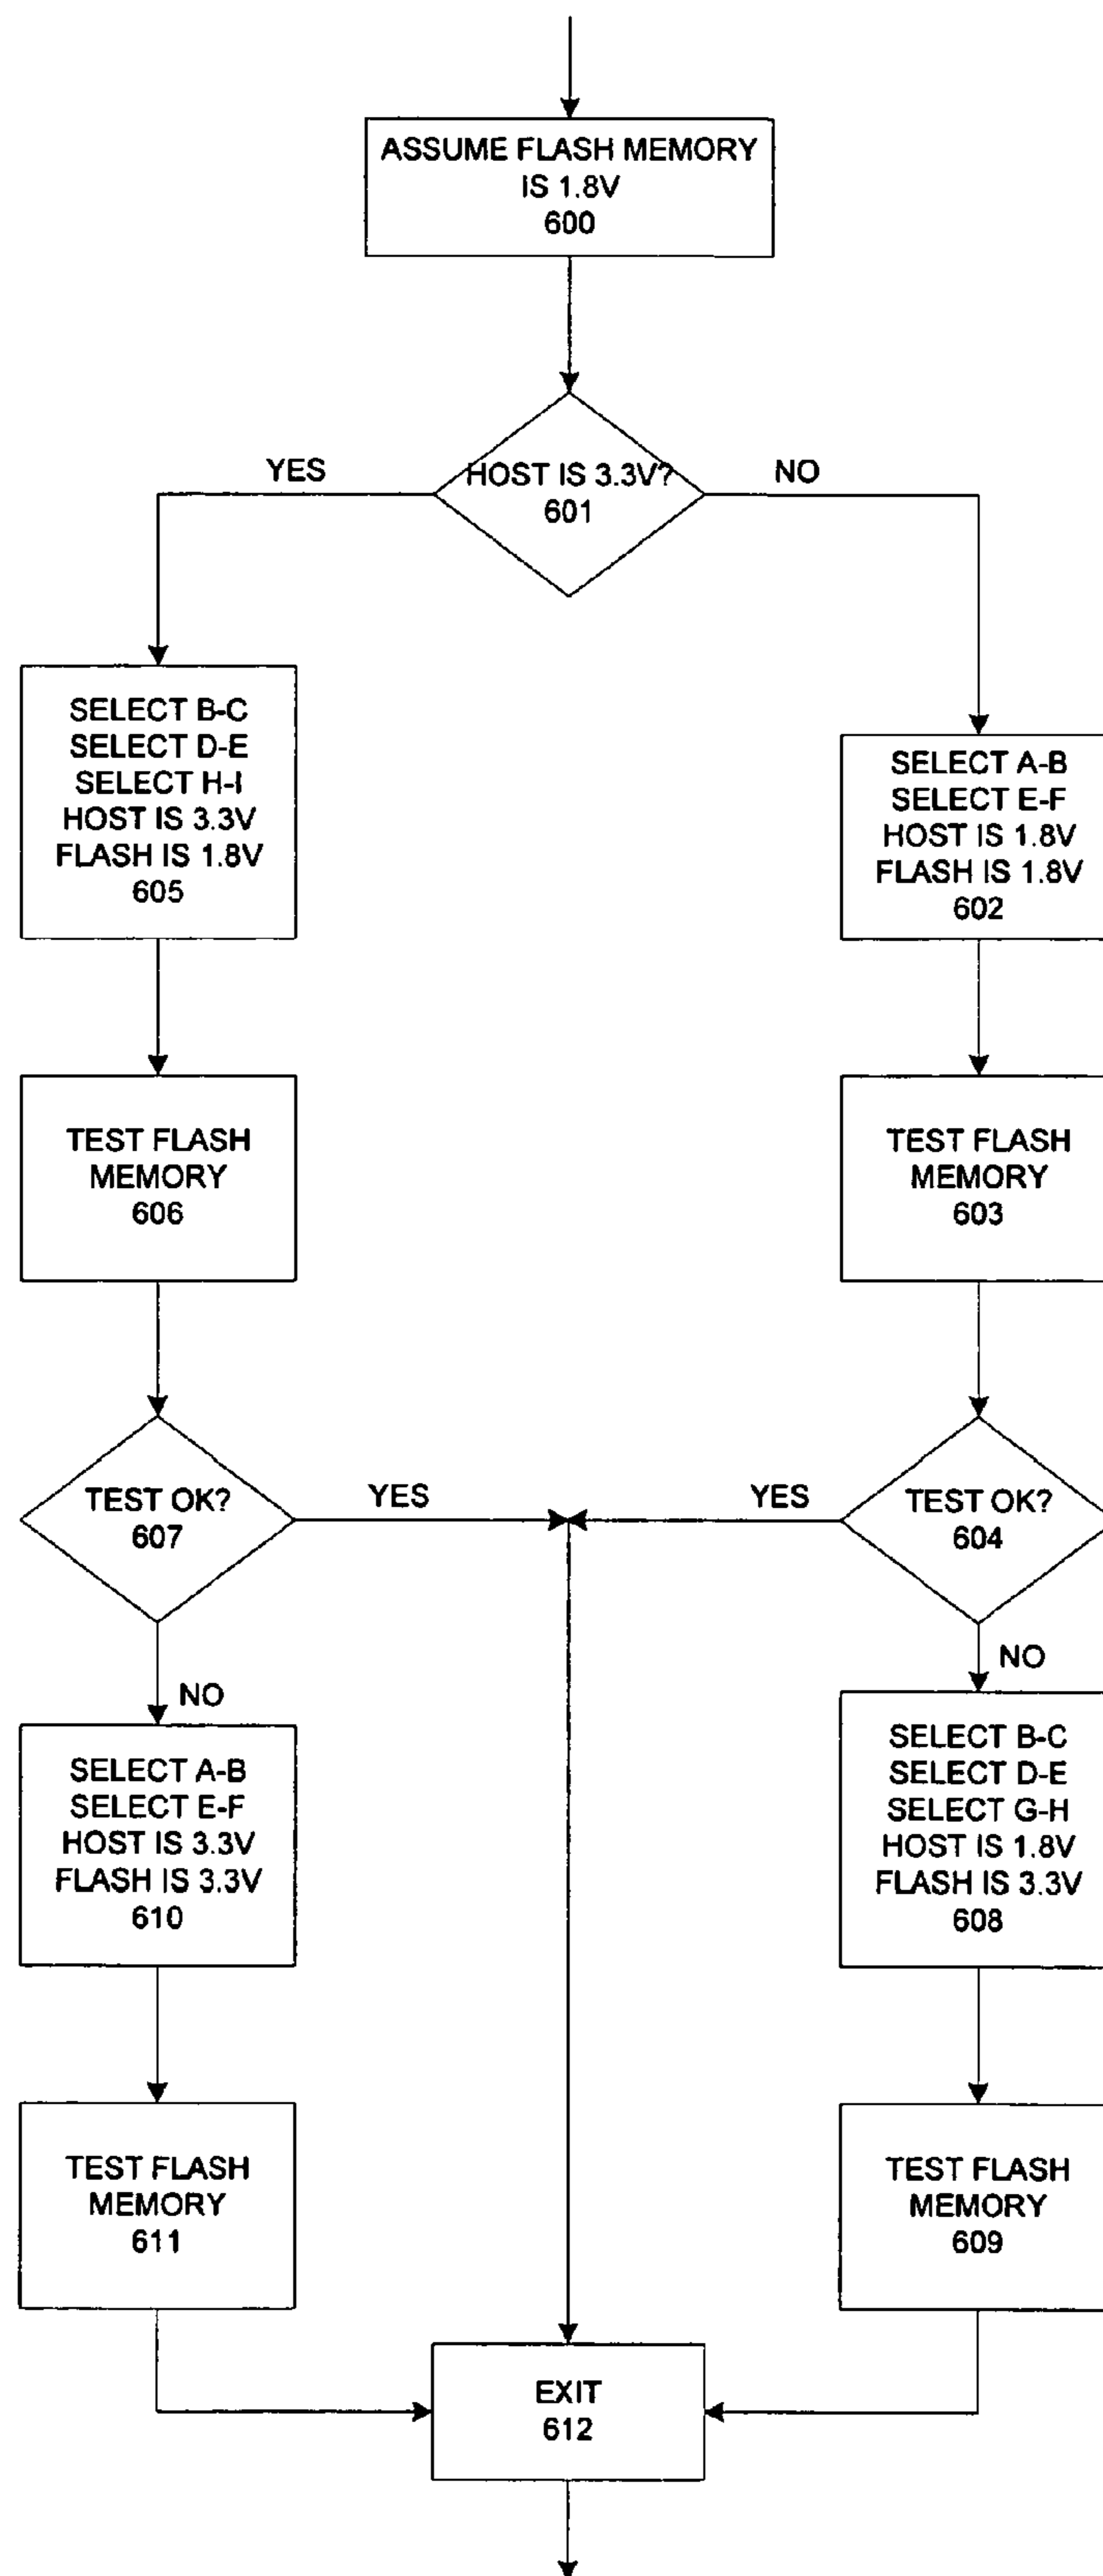 ASSUME FLASH MEMORY
IS 1.8V
600
HOST IS 3.3V?
601
YES
NO
SELECT B-C
SELECT D-E
SELECT H-I
HOST IS 3.3V
FLASH IS 1.8V
605
SELECT A-B
SELECT E-F
HOST IS 1.8V
FLASH IS 1.8V
602
TEST FLASH
MEMORY
606
TEST FLASH
MEMORY
603
TEST OK?
607
YES
YES
TEST OK?
604
NO
NO
SELECT A-B
SELECT E-F
HOST IS 3.3V
FLASH IS 3.3V
610
SELECT B-C
SELECT D-E
SELECT G-H
HOST IS 1.8V
FLASH IS 3.3V
608
TEST FLASH
MEMORY
611
TEST FLASH
MEMORY
609
EXIT
612